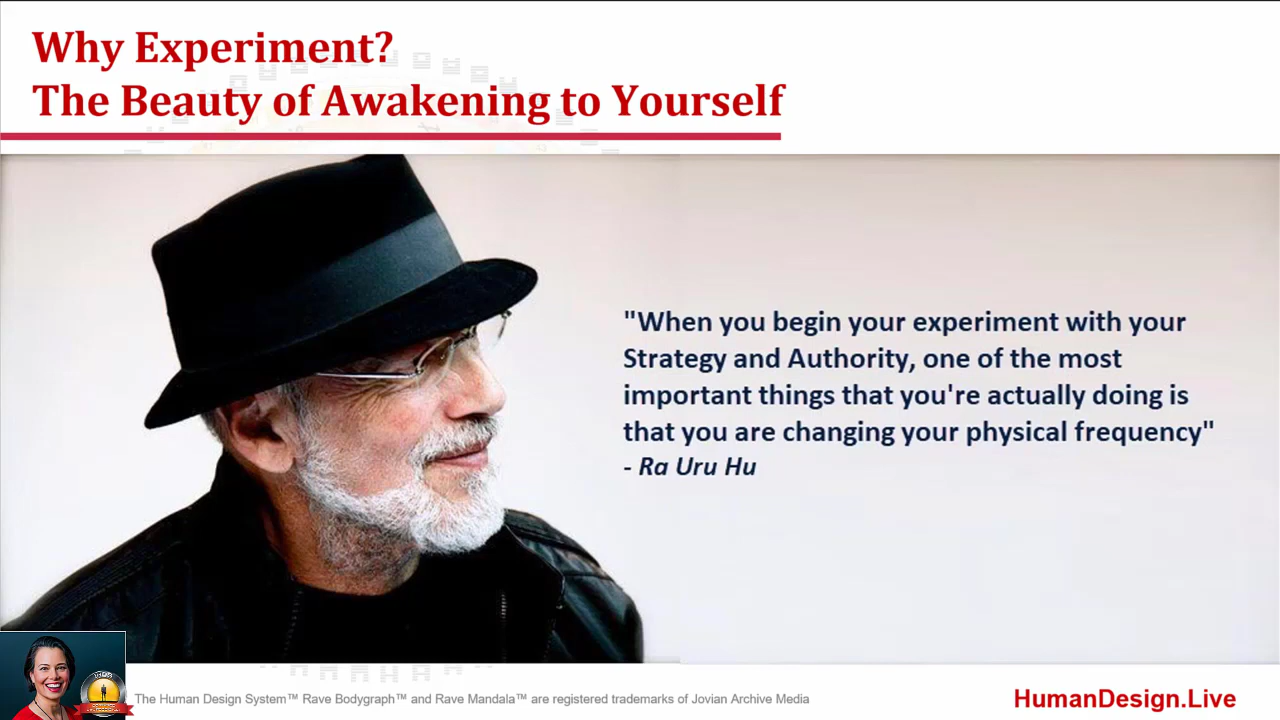 Why Experiment?
The Beauty of Awakening to Yourself
"When you begin your experiment with your
Strategy and Authority, one of the most
important things that you're actually doing is
that you are changing your physical frequency"
- Ra Uru Hu
The Human Design System™ Rave Bodygraph™ and Rave Mandala™ are registered trademarks of Jovian Archive Media
HumanDesign.Live